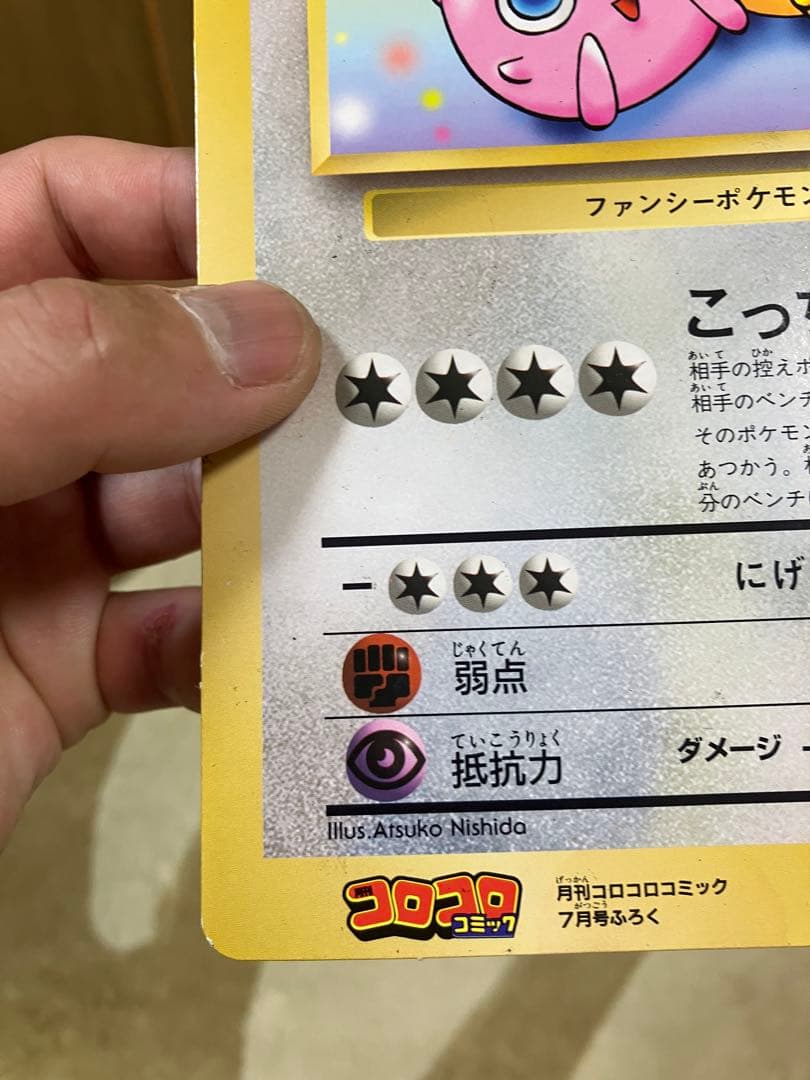 ファンシーポケモン
こっち
相手の控えポ
相手のベンチ
そのポケモン
あつかう。
分のベンチ
にげ
弱点
抵抗力
ダメージ
Illus.Atsuko Nishida
月刊
コロコロ
コミック
月刊コロコロコミック
7月号ふろく